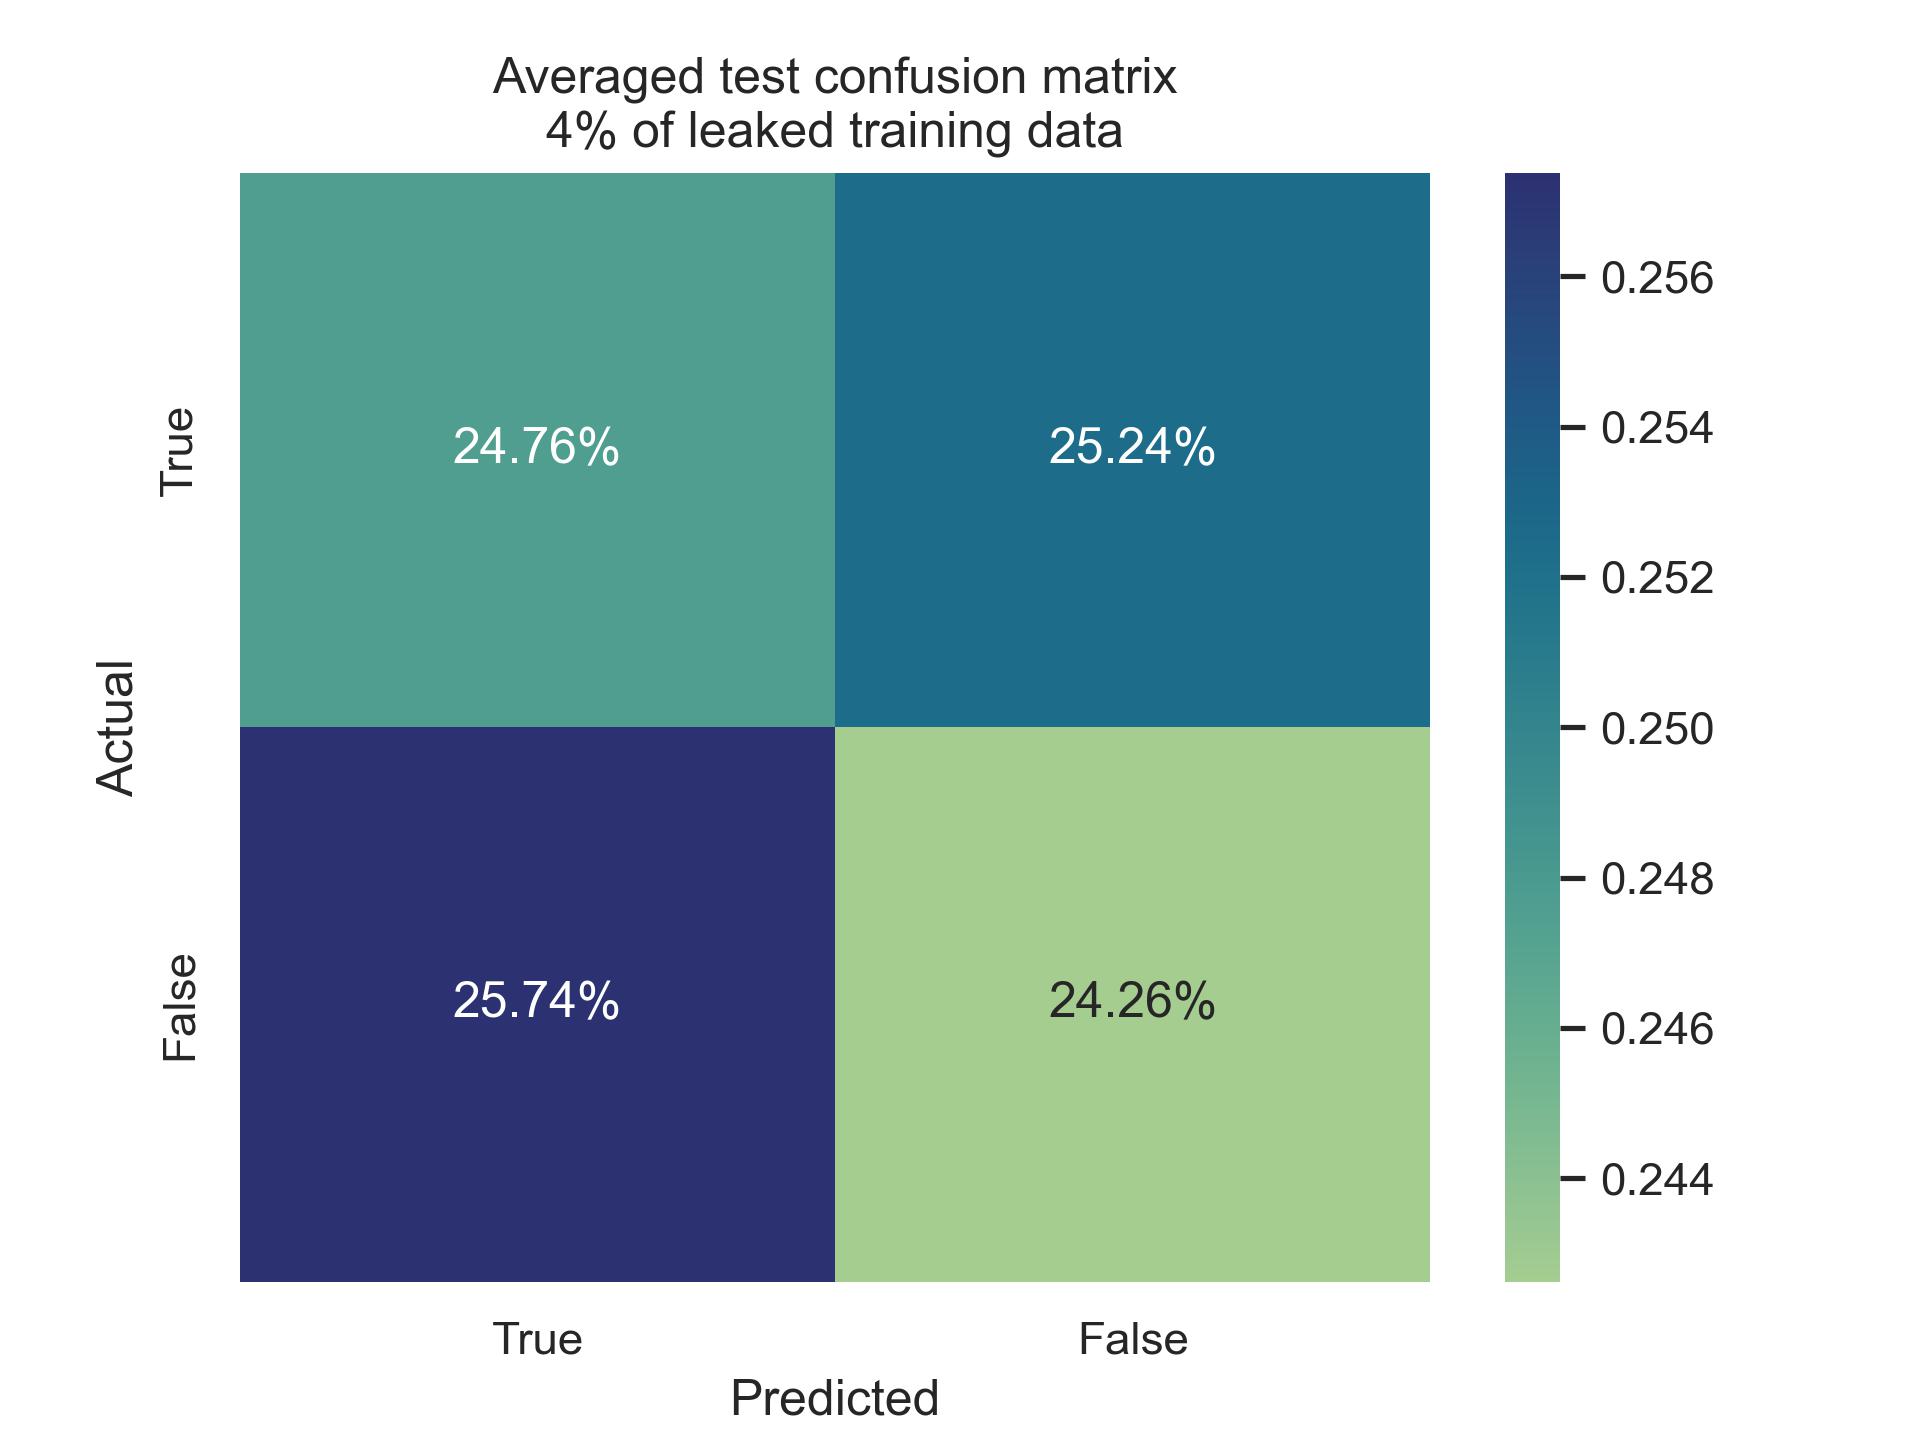 Averaged test confusion matrix
4% of leaked training data
Actual
True
24.76%
25.24%
False
25.74%
24.26%
True
False
Predicted
0.256
0.254
0.252
0.250
0.248
0.246
0.244